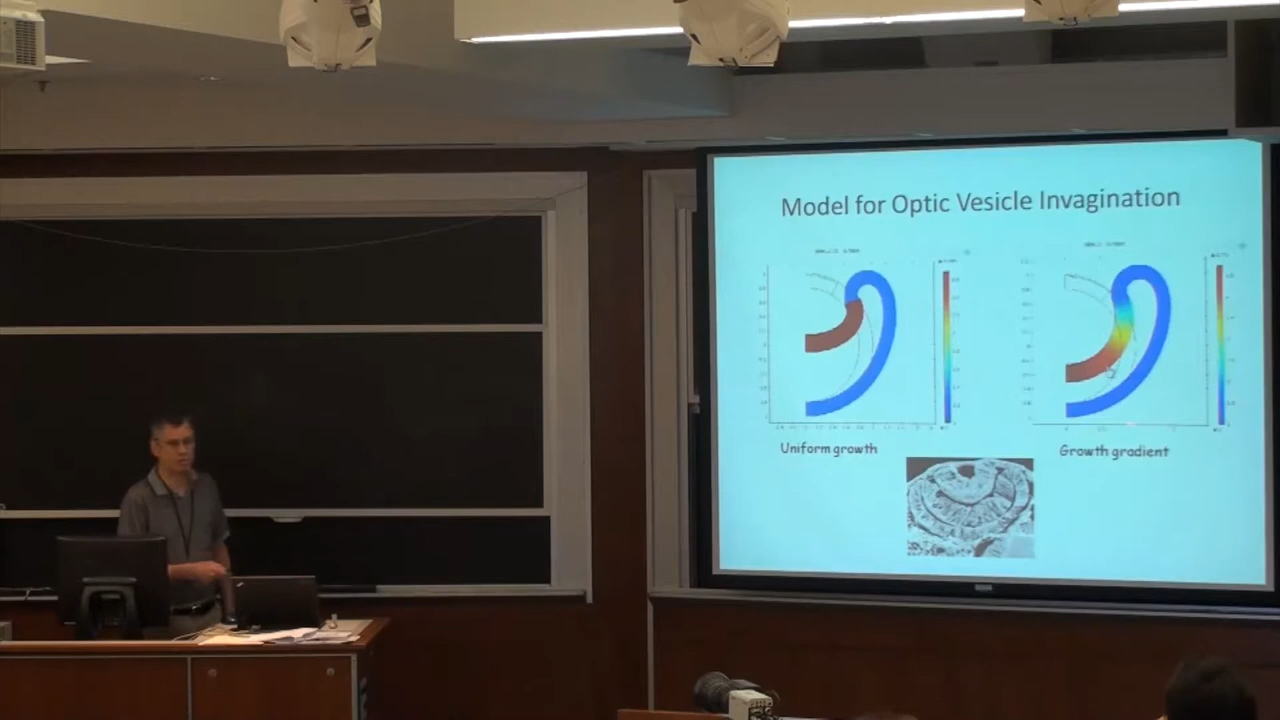 Model for Optic Vesicle Invagination
Uniform growth
Growth gradient